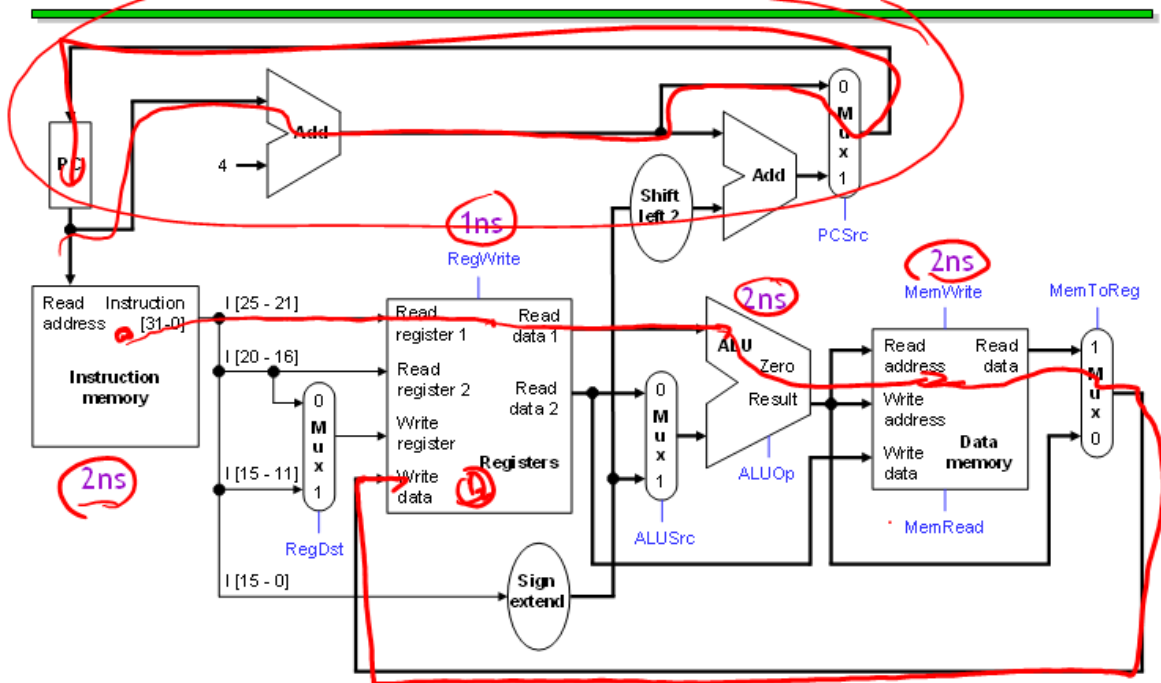 0
M
u
x
1
PC
Add
4
Add
Shift
left 2
PCSrc
1ns
RegWrite
2ns
2ns
MemWrite
MemToReg
Read
address
Instruction
[31-0]
Instruction
memory
2ns
I [25 - 21]
I [20 - 16]
I [15 - 11]
I [15 - 0]
0
M
u
x
1
RegDst
Read
register 1
Read
register 2
Write
register
Write
data
Read
data 1
Read
data 2
Registers
Sign
extend
0
M
u
x
1
ALUSrc
ALU
Zero
Result
ALUOp
Read
address
Write
address
Write
data
Read
data
Data
memory
MemRead
1
M
u
x
0